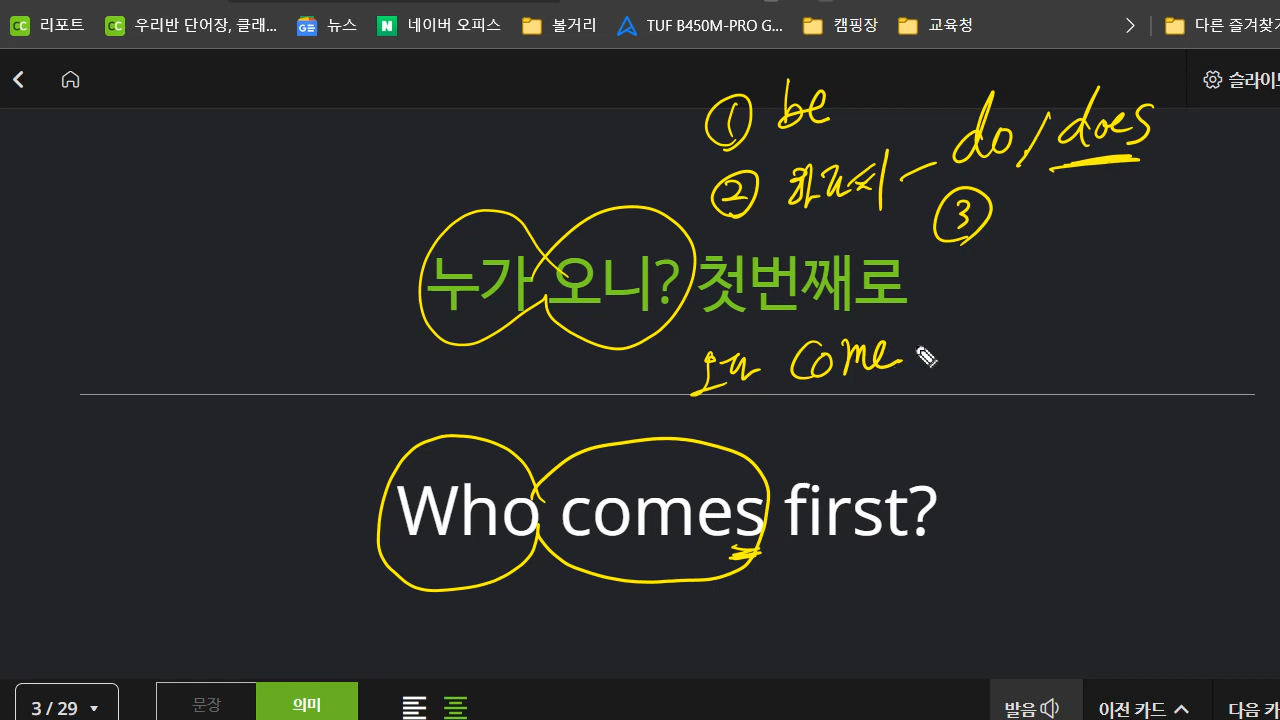 리포트 우리반 단어장, 클래... 뉴스 네이버 오피스 볼거리 TUF B450M-PRO G... 캠핑장 교육청 다른 즐겨찾기
슬라이드
① be
② do/does
③
누가 오니? 첫번째로
오다 come
Who comes first?
3 / 29 문장 의미 발음 이전 카드 다음 카